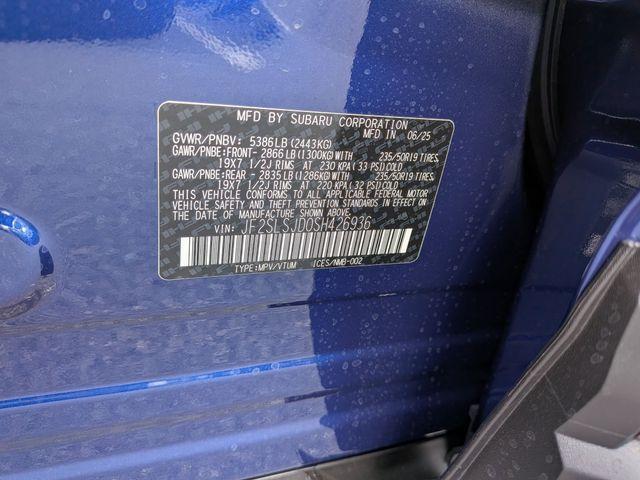 MFD BY SUBARU CORPORATION
MFD IN 06/25
GVWR/PNBV: 5386LB(2443KG)
GAWR/PNBE:FRONT- 2866LB(1300KG)WITH 235/50R19 TIRES,
19X7 1/2J RIMS AT 230 KPA(33 PSI)COLD
GAWR/PNBE:REAR - 2835LB(1286KG)WITH 235/50R19 TIRES,
19X7 1/2J RIMS AT 220 KPA(32 PSI)COLD
THIS VEHICLE CONFORMS TO ALL APPLICABLE FEDERAL MOTOR
VEHICLE SAFETY AND THEFT PREVENTION STANDARDS IN EFFECT
ON THE DATE OF MANUFACTURE SHOWN ABOVE.
VIN: JF2SLSJD0SH426936
TYPE:MPV/VTUM ICES/NMB-002